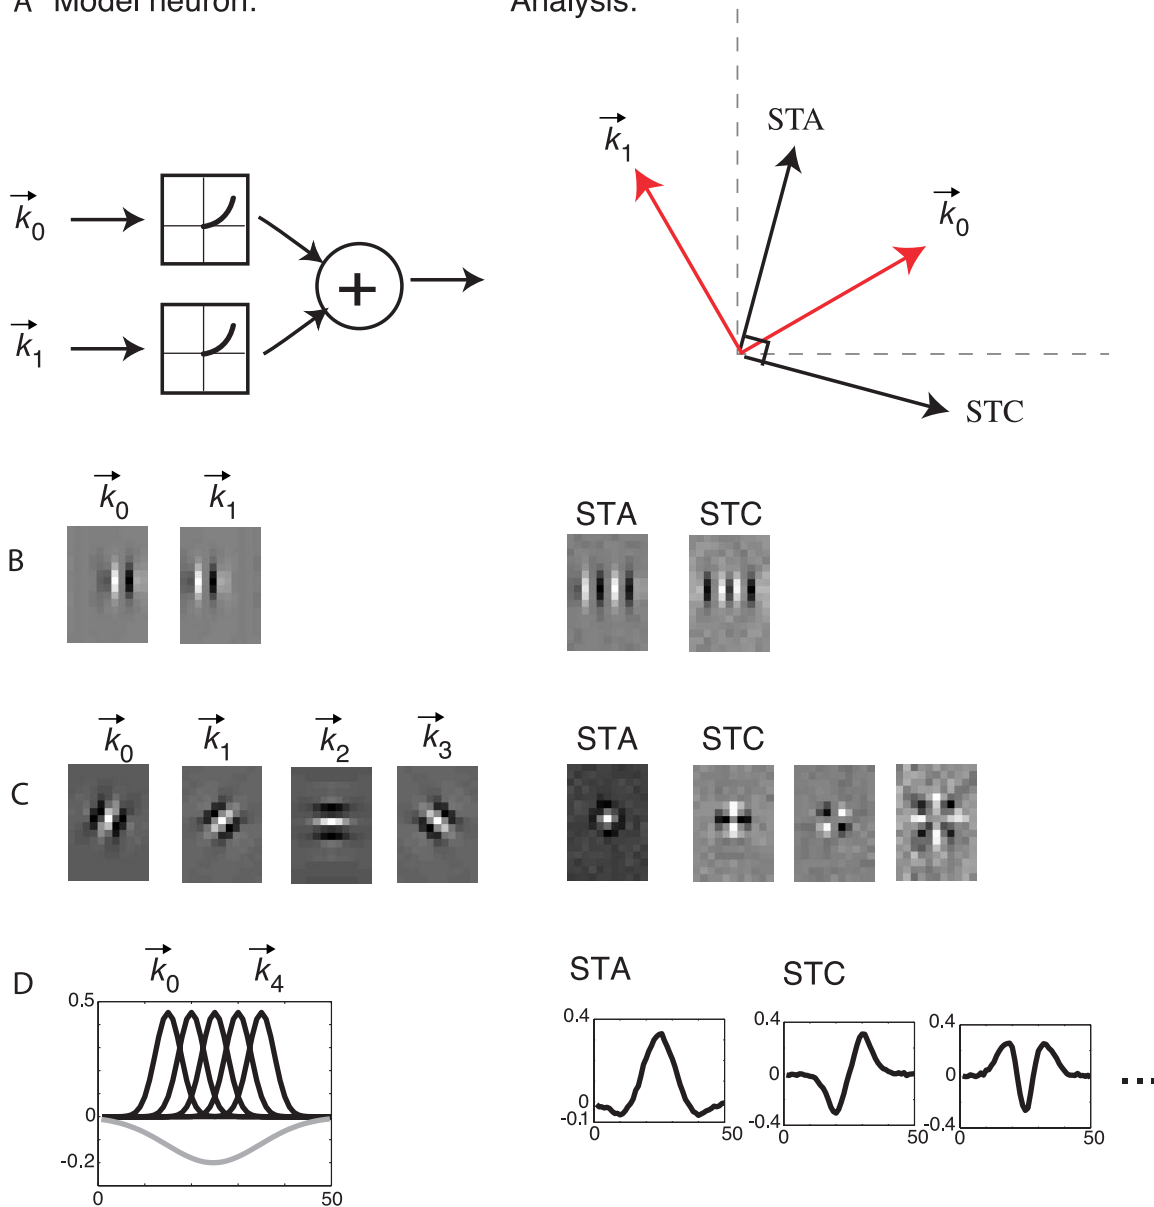 A Model neuron: Analysis:
k0
k1
+
k1
STA
k0
STC
B
k0 k1
STA STC
C
k0 k1 k2 k3
STA STC
D
k0 k4
STA STC
0.5
0
-0.2
0 50
0.4
0
-0.1
0 50
0.4
0
-0.4
0 50
0.4
0
-0.4
0 50
...